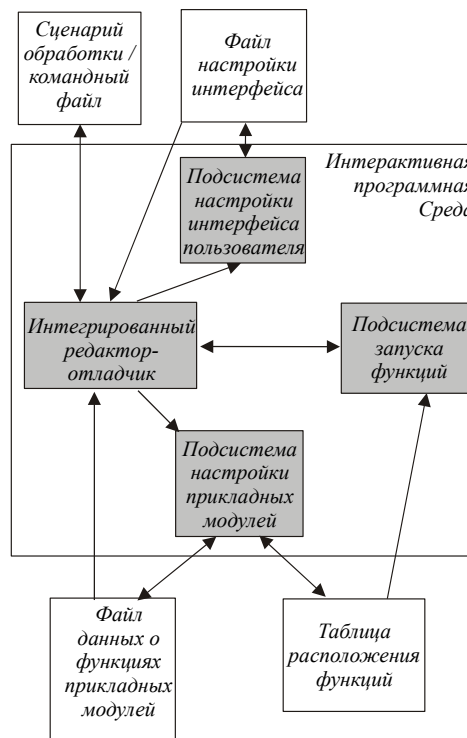 Сценарий
обработки /
командный
файл
Файл
настройки
интерфейса
Интерактивная
программная
Среда
Подсистема
настройки
интерфейса
пользователя
Интегрированный
редактор-
отладчик
Подсистема
запуска
функций
Подсистема
настройки
прикладных
модулей
Файл
данных о
функциях
прикладных
модулей
Таблица
расположения
функций